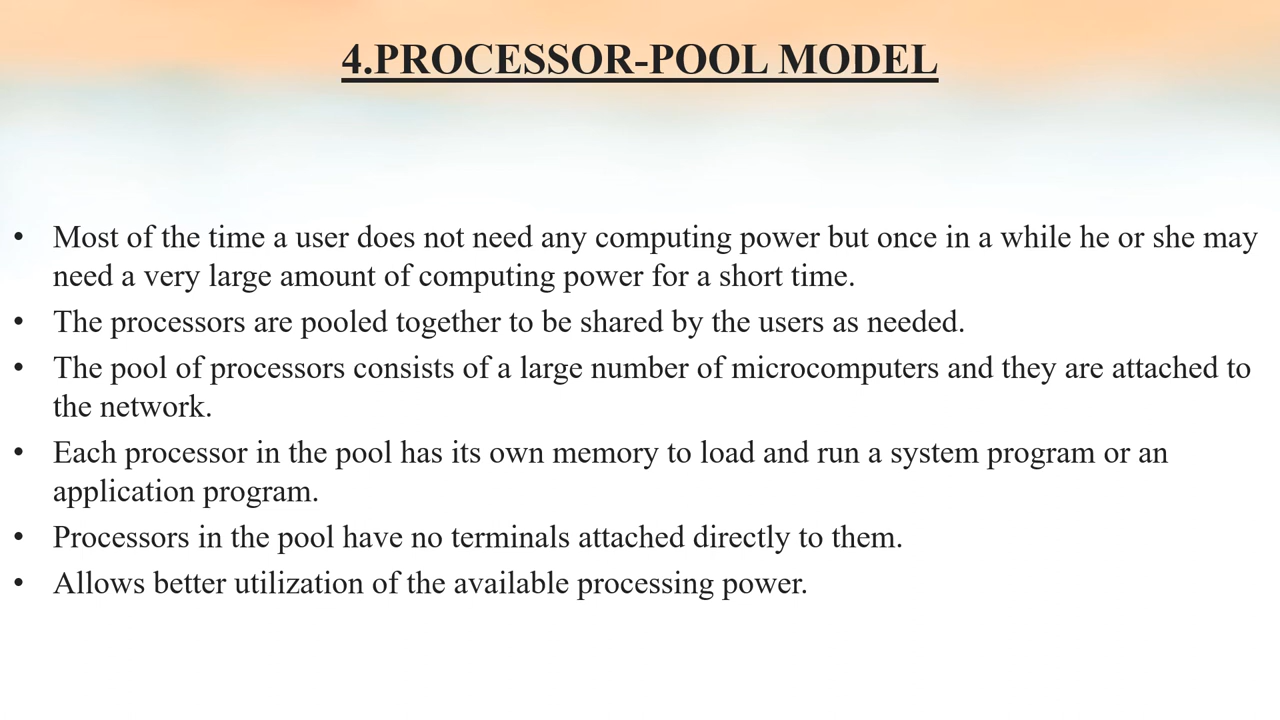 4.PROCESSOR-POOL MODEL
• Most of the time a user does not need any computing power but once in a while he or she may
need a very large amount of computing power for a short time.
• The processors are pooled together to be shared by the users as needed.
• The pool of processors consists of a large number of microcomputers and they are attached to
the network.
• Each processor in the pool has its own memory to load and run a system program or an
application program.
• Processors in the pool have no terminals attached directly to them.
• Allows better utilization of the available processing power.